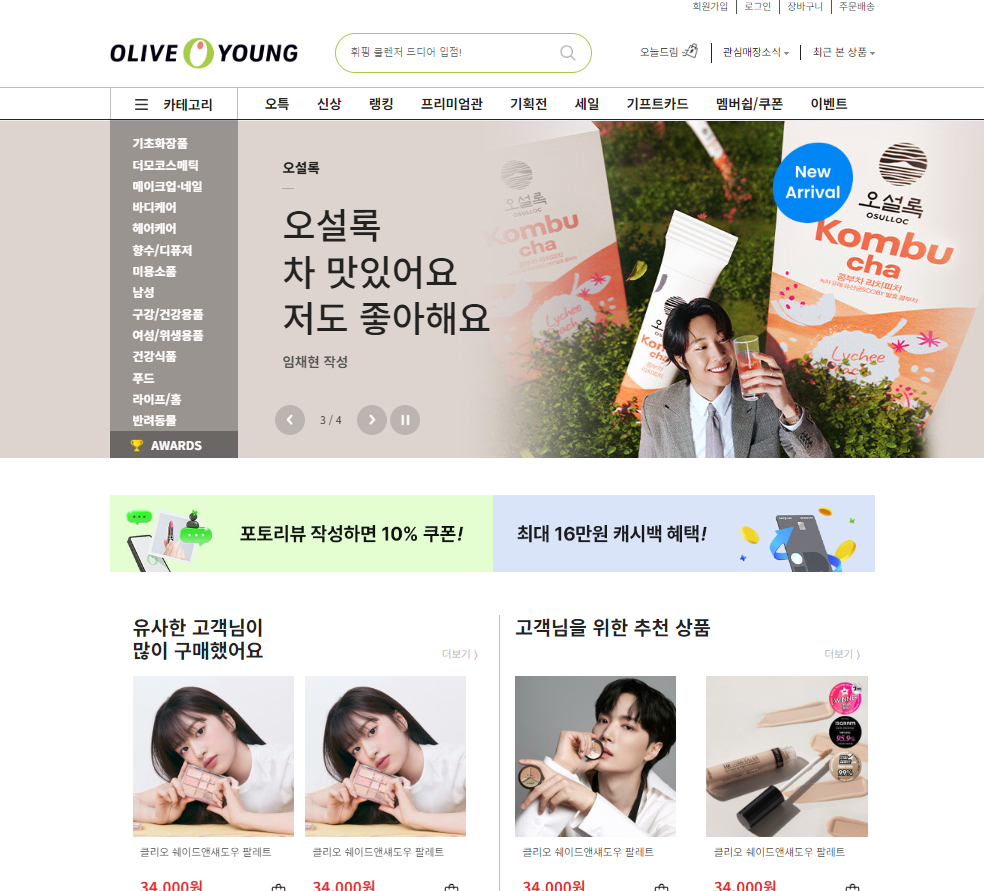 회원가입 로그인 장바구니 주문배송
OLIVE YOUNG
휘핑 클렌저 드디어 입점!
오늘드림 관심매장소식 최근 본 상품
카테고리 오특 신상 랭킹 프리미엄관 기획전 세일 기프트카드 멤버쉽/쿠폰 이벤트
기초화장품
더모코스메틱
메이크업·네일
바디케어
헤어케어
향수/디퓨저
미용소품
남성
구강/건강용품
여성/위생용품
건강식품
푸드
라이프/홈
반려동물
AWARDS
오설록
오설록
차 맛있어요
저도 좋아해요
임채현 작성
3 / 4
오설록
OSULLOC
Kombu
cha
콤부차 리치피치
Lychee
New
Arrival
오설록
OSULLOC
Kombu
cha
콤부차 리치피치
Lychee
Peach
포토리뷰 작성하면 10% 쿠폰!
최대 16만원 캐시백 혜택!
유사한 고객님이
많이 구매했어요
더보기 〉
고객님을 위한 추천 상품
더보기 〉
클리오 쉐이드앤섀도우 팔레트
클리오 쉐이드앤섀도우 팔레트
클리오 쉐이드앤섀도우 팔레트
클리오 쉐이드앤섀도우 팔레트
34,000원
34,000원
34,000원
34,000원